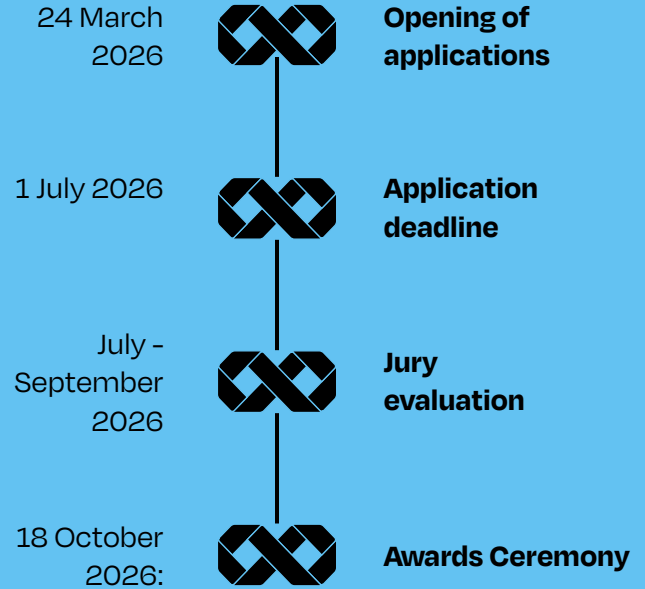 24 March
2026
Opening of
applications
1 July 2026
Application
deadline
July -
September
2026
Jury
evaluation
18 October
2026:
Awards Ceremony